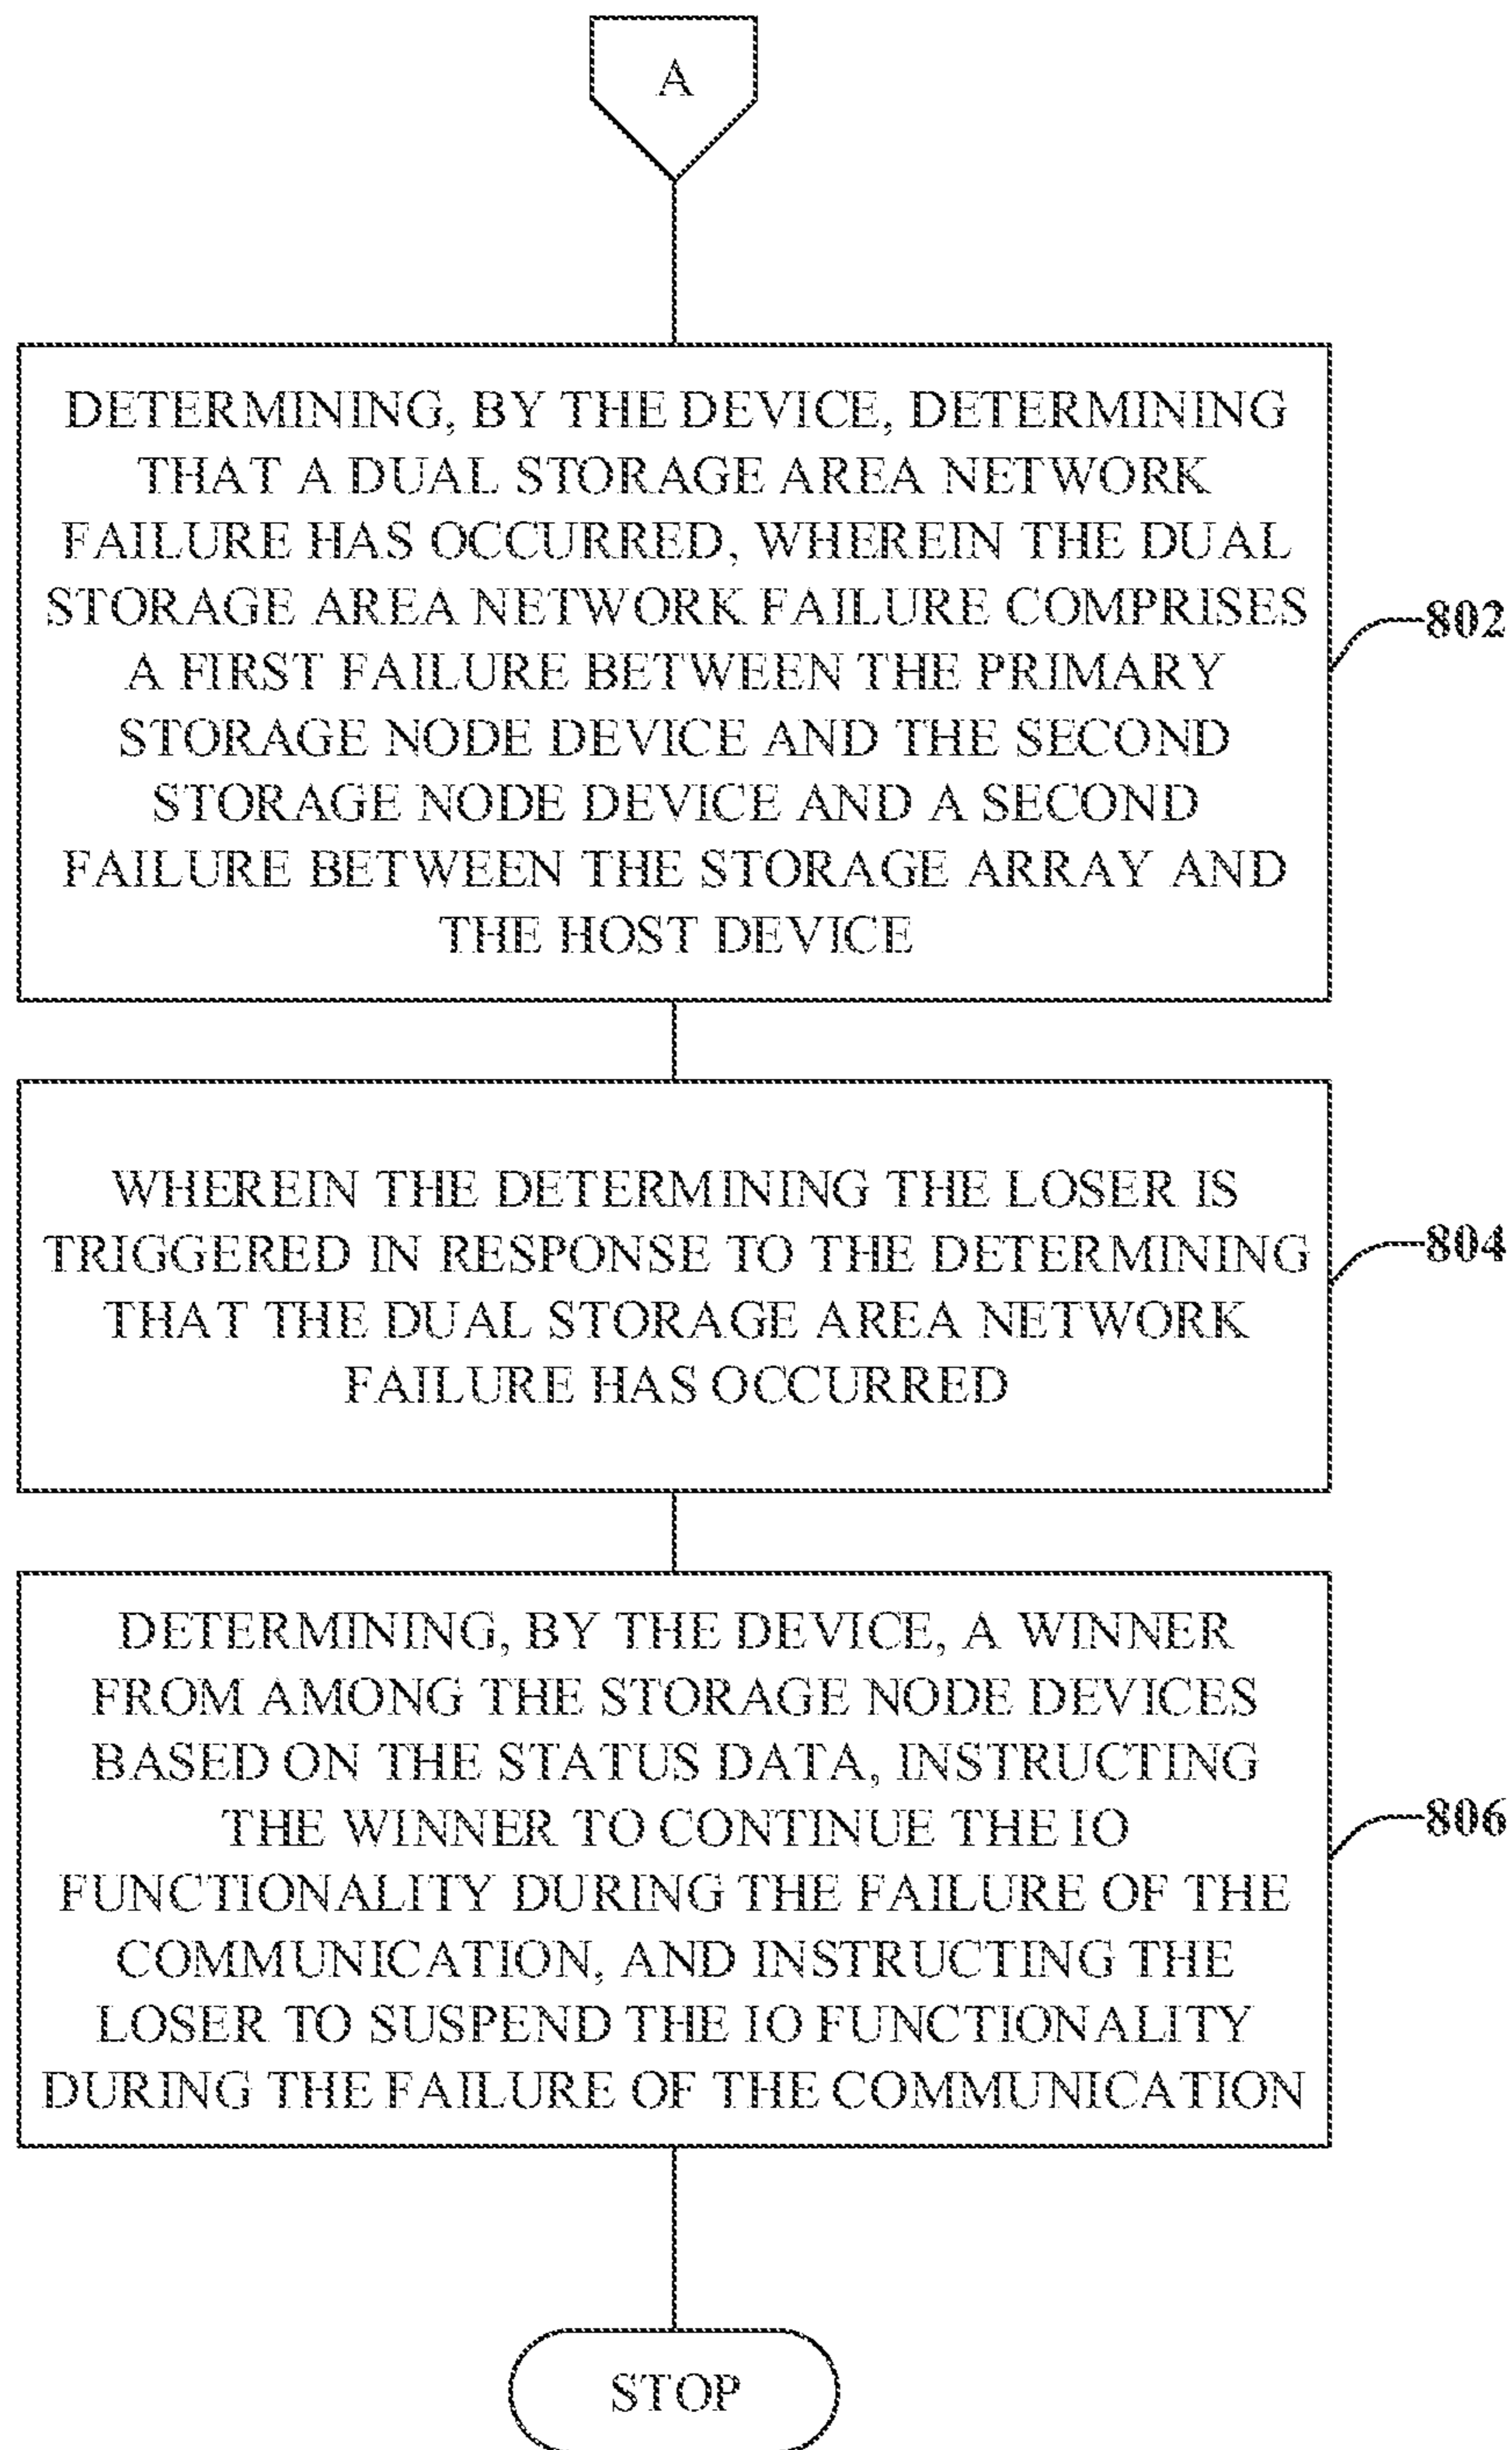 A
DETERMINING, BY THE DEVICE, DETERMINING
THAT A DUAL STORAGE AREA NETWORK
FAILURE HAS OCCURRED, WHEREIN THE DUAL
STORAGE AREA NETWORK FAILURE COMPRISES
A FIRST FAILURE BETWEEN THE PRIMARY
STORAGE NODE DEVICE AND THE SECOND
STORAGE NODE DEVICE AND A SECOND
FAILURE BETWEEN THE STORAGE ARRAY AND
THE HOST DEVICE
802
WHEREIN THE DETERMINING THE LOSER IS
TRIGGERED IN RESPONSE TO THE DETERMINING
THAT THE DUAL STORAGE AREA NETWORK
FAILURE HAS OCCURRED
804
DETERMINING, BY THE DEVICE, A WINNER
FROM AMONG THE STORAGE NODE DEVICES
BASED ON THE STATUS DATA, INSTRUCTING
THE WINNER TO CONTINUE THE IO
FUNCTIONALITY DURING THE FAILURE OF THE
COMMUNICATION, AND INSTRUCTING THE
LOSER TO SUSPEND THE IO FUNCTIONALITY
DURING THE FAILURE OF THE COMMUNICATION
806
STOP